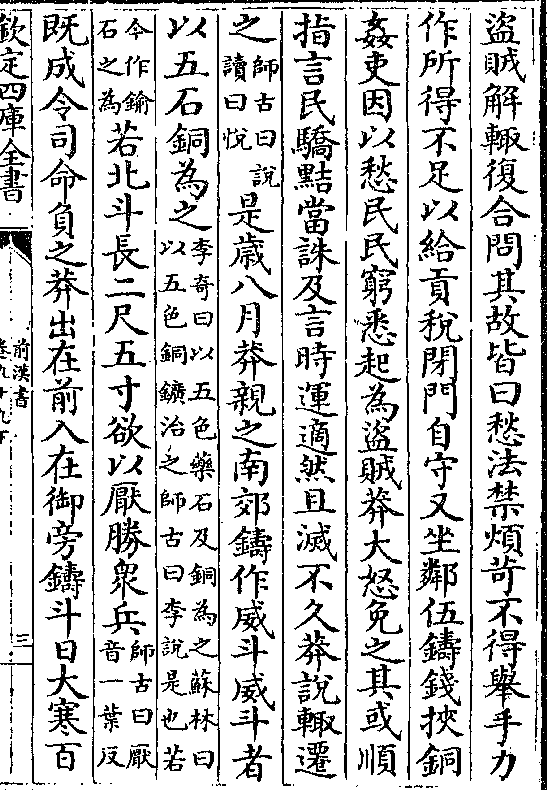 盜賊解輒復合問其故皆曰愁法禁煩苛不得舉手力
作所得不足以給貢稅閉門自守又坐鄰伍鑄錢挾銅
姦吏因以愁民民窮悉起為盜賊莽大怒免之其或順
指言民驕黠當誅及言時運適然且滅不久莽說輒遷
之師古曰說讀曰悅是歳八月莽親之南郊鑄作威斗威斗者
以五石銅為之李奇曰以五色藥石及銅為之蘇林曰以五色銅鑛冶之師古曰李說是也若
今作鍮石之為若北斗長二尺五寸欲以厭勝衆兵師古曰厭音一葉反
既成令司命負之莽出在前入在御旁鑄斗日大寒百
欽定四庫全書
前漢書
卷九十九下
三